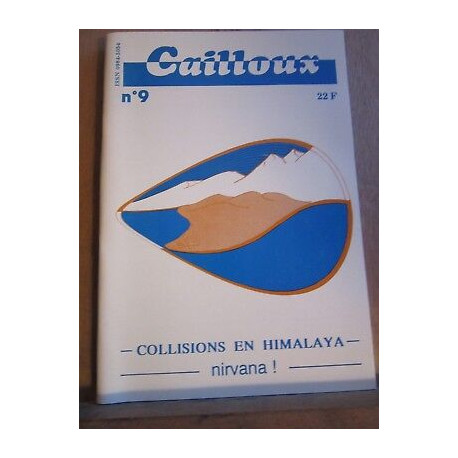 Cailloux
n°9
22 F
— COLLISIONS EN HIMALAYA —
nirvana !